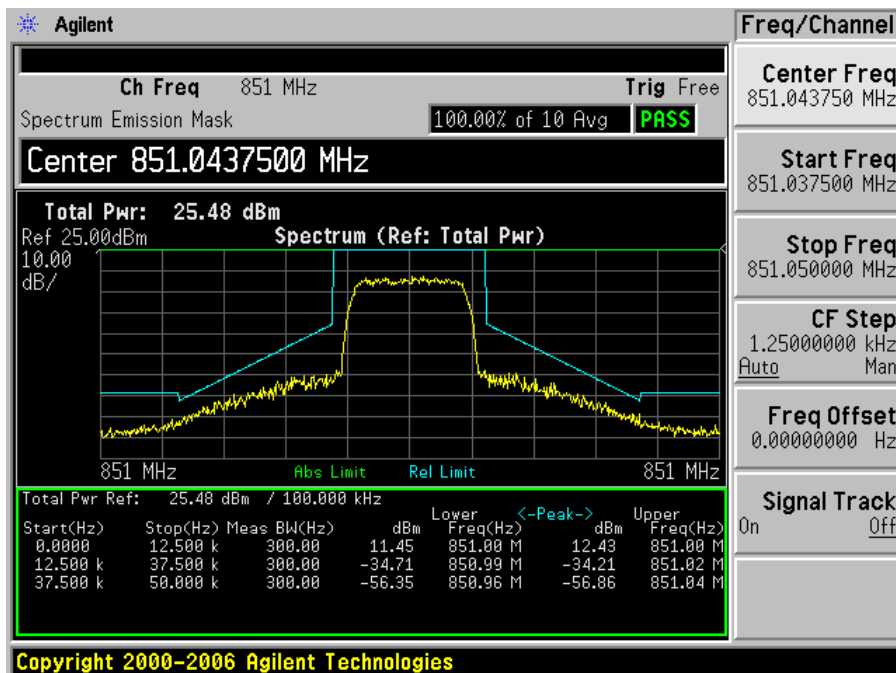 Agilent
Ch Freq 851 MHz Trig Free
Spectrum Emission Mask 100.00% of 10 Avg PASS
Center 851.0437500 MHz
Total Pwr: 25.48 dBm
Ref 25.00dBm Spectrum (Ref: Total Pwr)
10.00
dB/
851 MHz Abs Limit Rel Limit 851 MHz
Total Pwr Ref: 25.48 dBm / 100.000 kHz
Lower <-Peak-> Upper
Start(Hz) Stop(Hz) Meas BW(Hz) dBm Freq(Hz) dBm Freq(Hz)
0.0000 12.500 k 300.00 11.45 851.00 M 12.43 851.00 M
12.500 k 37.500 k 300.00 -34.71 850.99 M -34.21 851.02 M
37.500 k 50.000 k 300.00 -56.35 850.96 M -56.86 851.04 M
Copyright 2000-2006 Agilent Technologies
Freq/Channel
Center Freq
851.043750 MHz
Start Freq
851.037500 MHz
Stop Freq
851.050000 MHz
CF Step
1.25000000 kHz
Auto Man
Freq Offset
0.00000000 Hz
Signal Track
On Off